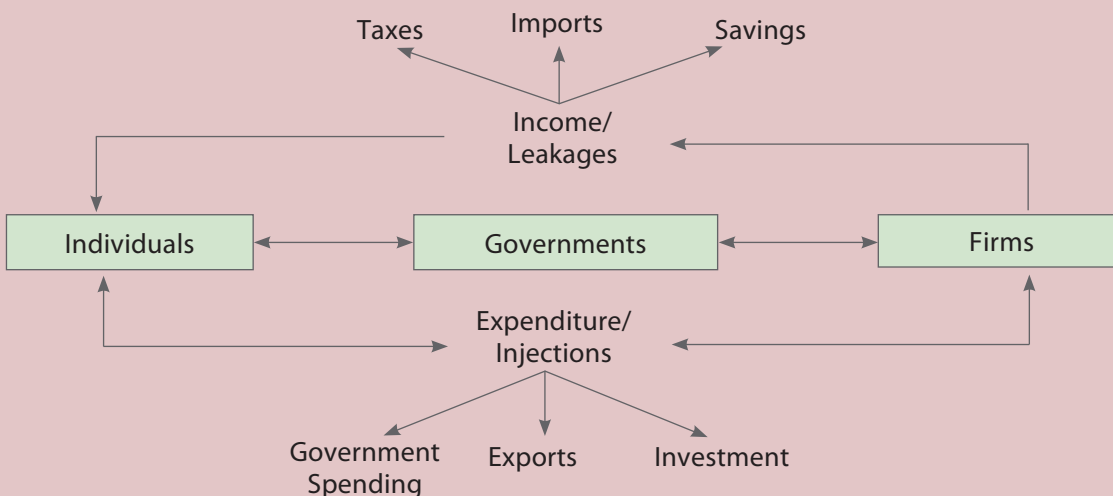 Taxes
Imports
Savings
Income/
Leakages
Individuals
Governments
Firms
Expenditure/
Injections
Government
Spending
Exports
Investment